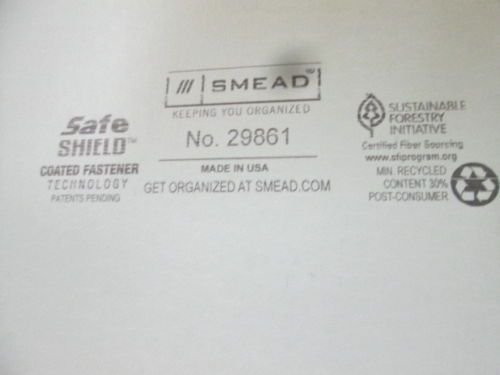 SMEAD™
KEEPING YOU ORGANIZED
No. 29861
MADE IN USA
GET ORGANIZED AT SMEAD.COM
Safe
SHIELD™
COATED FASTENER
TECHNOLOGY
PATENTS PENDING
SUSTAINABLE
FORESTRY
INITIATIVE
Certified Fiber Sourcing
www.sfiprogram.org
MIN. RECYCLED
CONTENT 30%
POST-CONSUMER